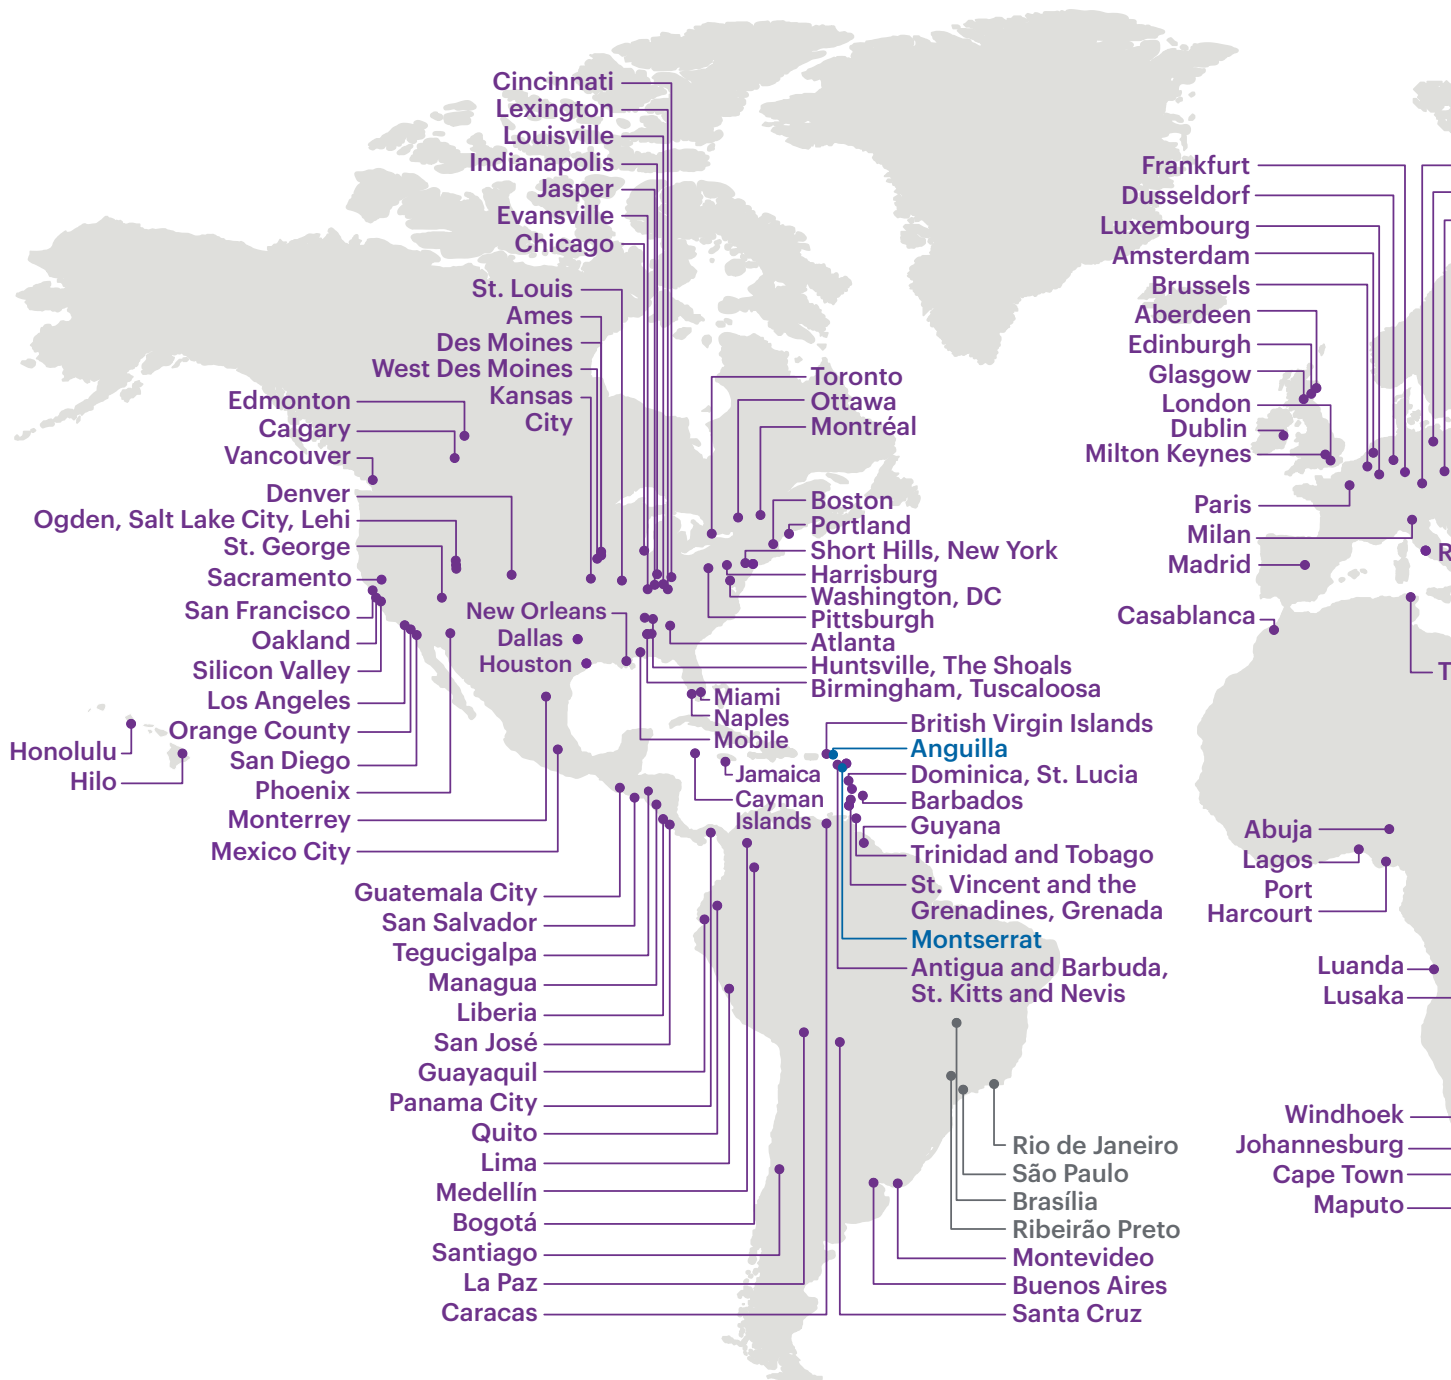 Cincinnati
Lexington
Louisville
Indianapolis
Jasper
Evansville
Chicago
St. Louis
Ames
Des Moines
West Des Moines
Kansas
City
Edmonton
Calgary
Vancouver
Denver
Ogden, Salt Lake City, Lehi
St. George
Sacramento
San Francisco
Oakland
Silicon Valley
Los Angeles
Orange County
San Diego
Phoenix
Monterrey
Mexico City
Honolulu
Hilo
New Orleans
Dallas
Houston
Toronto
Ottawa
Montréal
Boston
Portland
Short Hills, New York
Harrisburg
Washington, DC
Pittsburgh
Atlanta
Huntsville, The Shoals
Birmingham, Tuscaloosa
Miami
Naples
Mobile
Jamaica
Cayman
Islands
British Virgin Islands
Anguilla
Dominica, St. Lucia
Barbados
Guyana
Trinidad and Tobago
St. Vincent and the
Grenadines, Grenada
Montserrat
Antigua and Barbuda,
St. Kitts and Nevis
Guatemala City
San Salvador
Tegucigalpa
Managua
Liberia
San José
Guayaquil
Panama City
Quito
Lima
Medellín
Bogotá
Santiago
La Paz
Caracas
Rio de Janeiro
São Paulo
Brasília
Ribeirão Preto
Montevideo
Buenos Aires
Santa Cruz
Frankfurt
Dusseldorf
Luxembourg
Amsterdam
Brussels
Aberdeen
Edinburgh
Glasgow
London
Dublin
Milton Keynes
Paris
Milan
Madrid
Casablanca
Abuja
Lagos
Port
Harcourt
Luanda
Lusaka
Windhoek
Johannesburg
Cape Town
Maputo